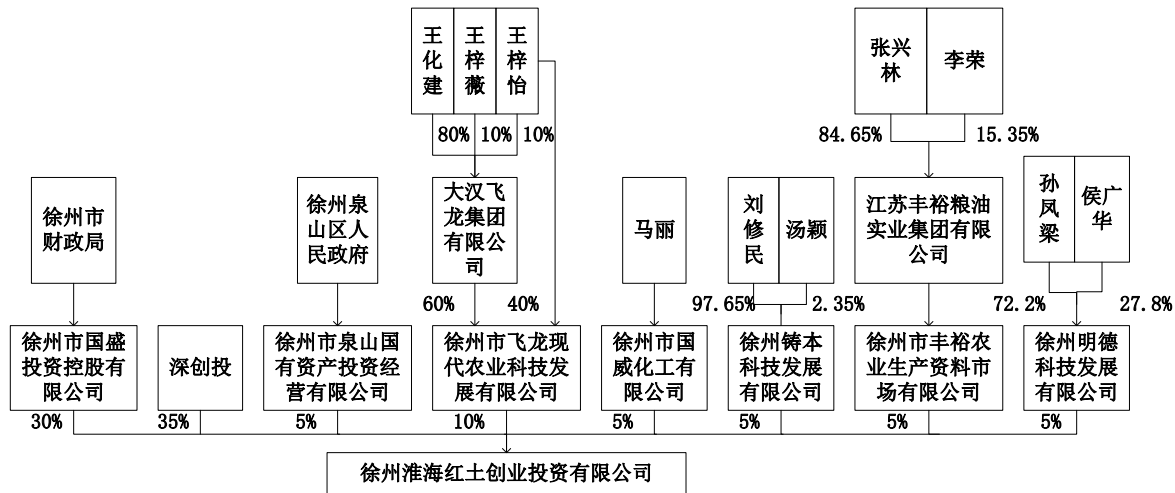 王化建
王梓薇
王梓怡
张兴
林
李荣
80%
10%
10%
84.65%
15.35%
徐州市
财政局
徐州泉
山区人
民政府
大汉飞
龙集团
有限公
司
马丽
刘修民
汤颖
江苏丰裕粮油
实业集团有限
公司
孙凤梁
侯广
华
60%
40%
97.65%
2.35%
72.2%
27.8%
徐州市国盛
投资控股有
限公司
深创投
徐州市泉山国
有资产投资经
营有限公司
徐州市飞龙现
代农业科技发
展有限公司
徐州市国
威化工有
限公司
徐州铸本
科技发展
有限公司
徐州市丰裕农
业生产资料市
场有限公司
徐州明德
科技发展
有限公司
30%
35%
5%
10%
5%
5%
5%
5%
徐州淮海红土创业投资有限公司